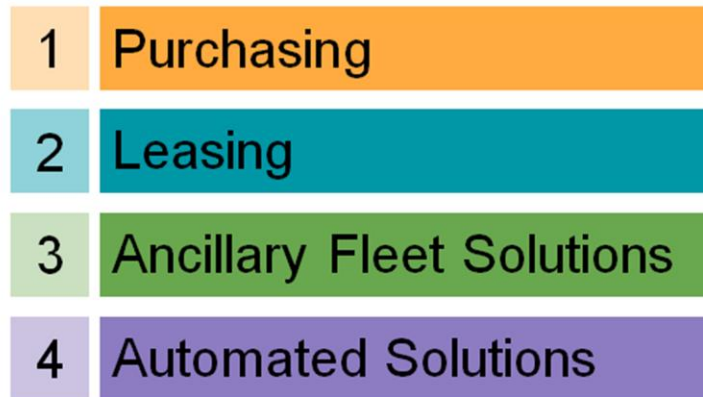 1 Purchasing
2 Leasing
3 Ancillary Fleet Solutions
4 Automated Solutions